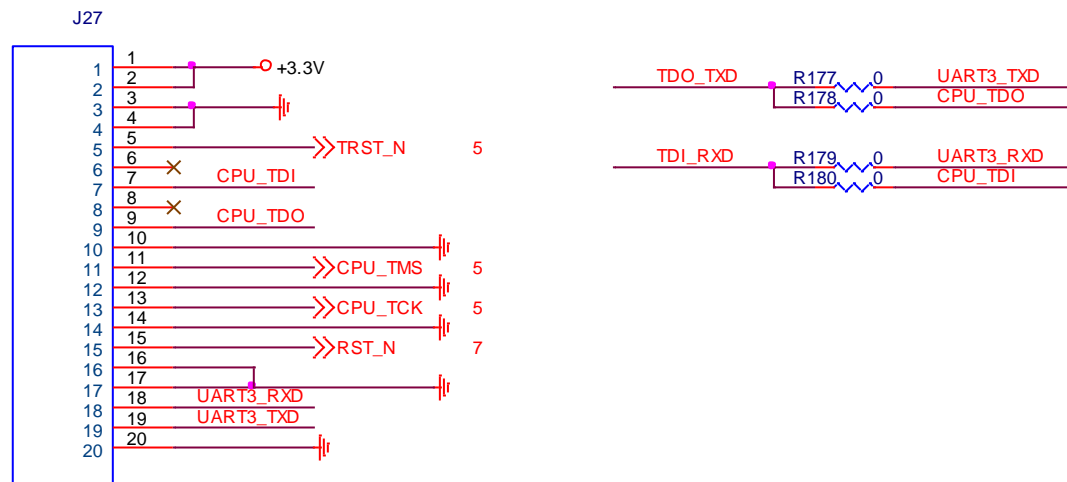 J27
1 1 +3.3V
2 2
3 3
4 4
5 5 TRST_N 5
6 6
7 7 CPU_TDI
8 8
9 9 CPU_TDO
10 10
11 11 CPU_TMS 5
12 12
13 13 CPU_TCK 5
14 14
15 15 RST_N 7
16 16
17 17
18 18 UART3_RXD
19 19 UART3_TXD
20 20
TDO_TXD R177 0 UART3_TXD
R178 0 CPU_TDO
TDI_RXD R179 0 UART3_RXD
R180 0 CPU_TDI